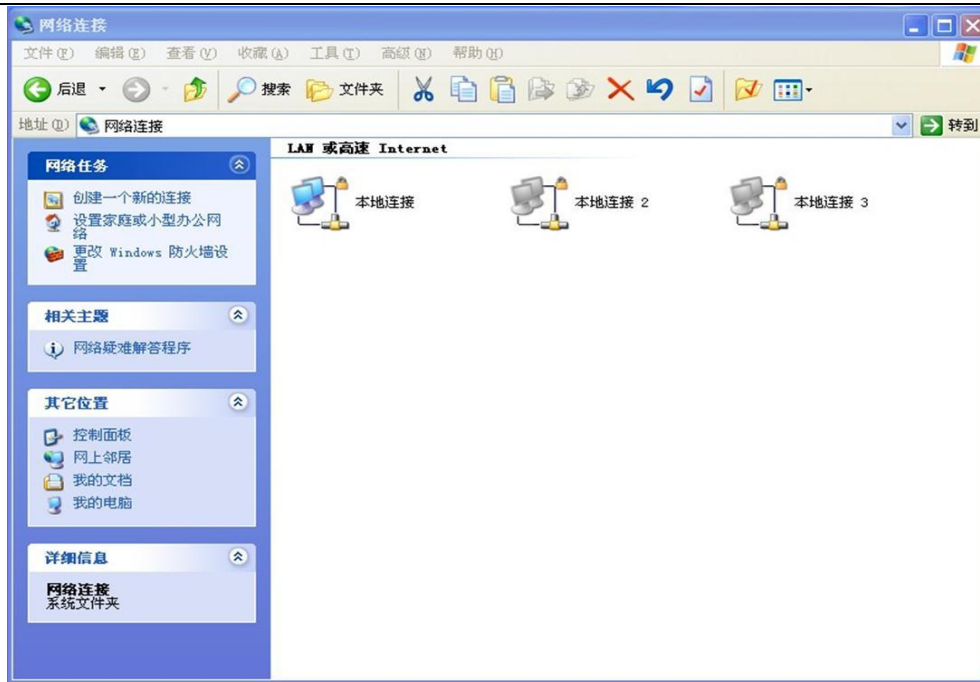 网络连接
文件(F) 编辑(E) 查看(V) 收藏(A) 工具(T) 高级(N) 帮助(H)
后退 搜索 文件夹
地址(D) 网络连接 转到
LAN 或高速 Internet
本地连接 本地连接 2 本地连接 3
网络任务
创建一个新的连接
设置家庭或小型办公网
络
更改 Windows 防火墙设
置
相关主题
网络疑难解答程序
其它位置
控制面板
网上邻居
我的文档
我的电脑
详细信息
网络连接
系统文件夹